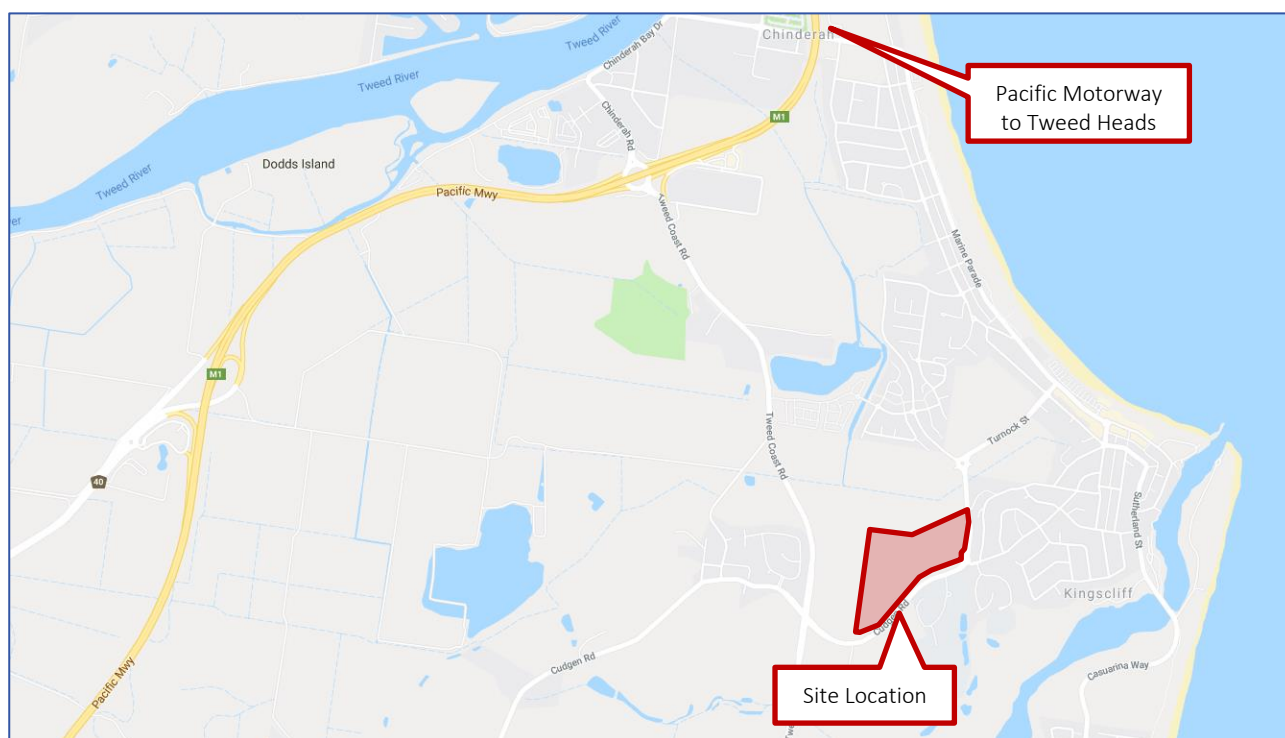 Tweed River
Chinderah Bay Dr
Chinderah
Pacific Motorway
to Tweed Heads
Tweed River
M1
Chinderah Rd
Dodds Island
Tweed River
Pacific Mwy
Tweed Coast Rd
Marine Parade
M1
Tweed Coast Rd
Turnock St
40
Sutherland St
Kingscliff
Cudgen Rd
Cudgen Rd
Casuarina Way
Site Location
Pacific Mwy